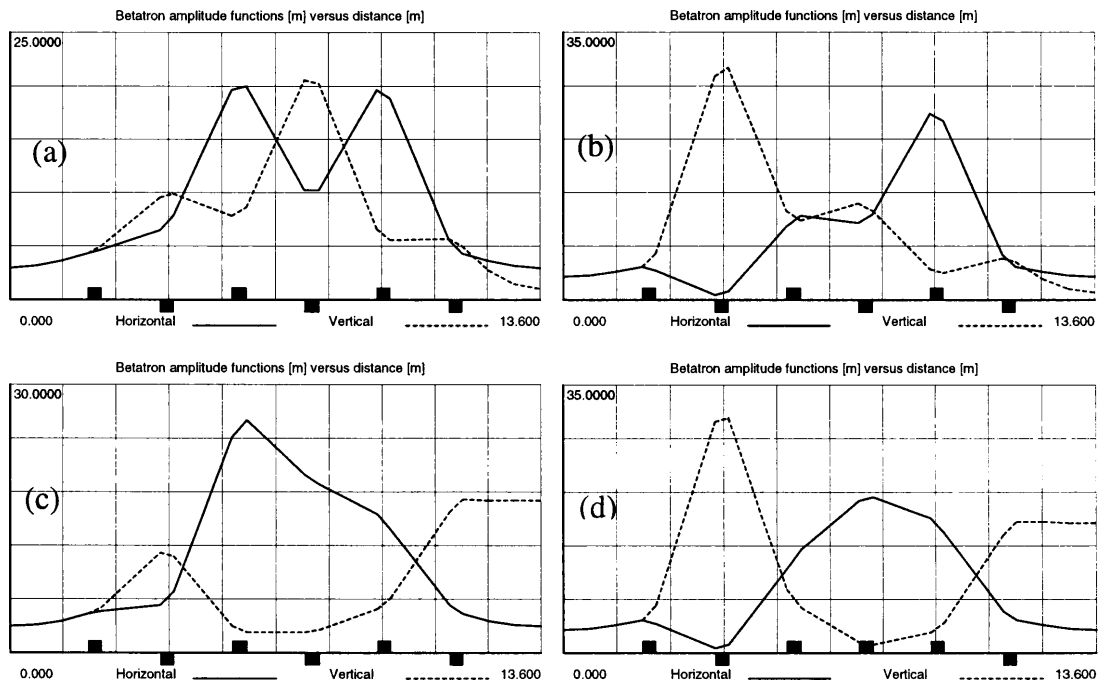 Betatron amplitude functions [m] versus distance [m]
25.0000
(a)
0.000 Horizontal Vertical 13.600
Betatron amplitude functions [m] versus distance [m]
35.0000
(b)
0.000 Horizontal Vertical 13.600
Betatron amplitude functions [m] versus distance [m]
30.0000
(c)
0.000 Horizontal Vertical 13.600
Betatron amplitude functions [m] versus distance [m]
35.0000
(d)
0.000 Horizontal Vertical 13.600